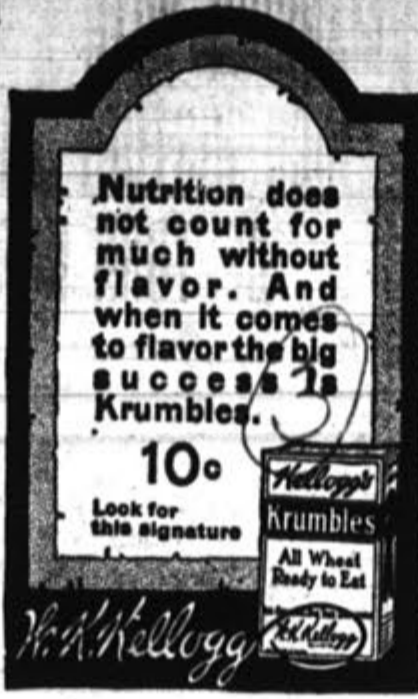 Nutrition does
not count for
much without
flavor. And
when it comes
to flavor the big
success is
Krumbles.
10c
Look for
this signature
Kellogg's
Krumbles
All Wheat
Ready to Eat
W.K. Kellogg
W.K. Kellogg